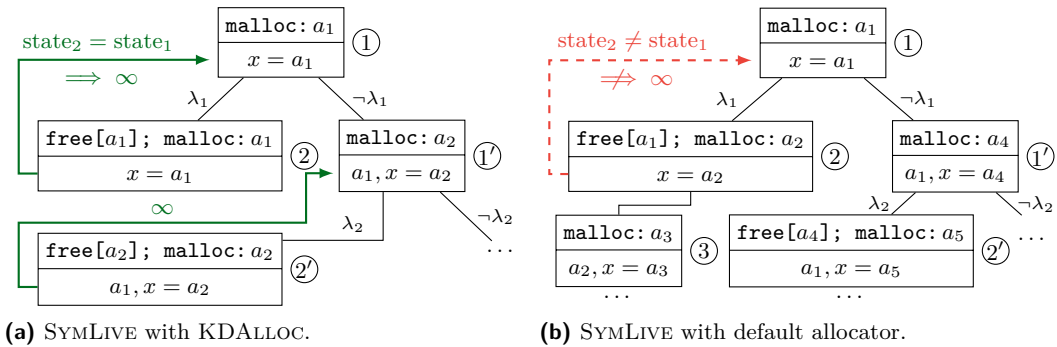 state₂ = state₁
⟹ ∞
malloc: a₁
x = a₁
①
λ₁
¬λ₁
free[a₁]; malloc: a₁
x = a₁
②
malloc: a₂
a₁, x = a₂
①′
∞
λ₂
¬λ₂
free[a₂]; malloc: a₂
a₁, x = a₂
②′
...
(a) SYMLIVE with KDALLOC.
state₂ ≠ state₁
⟹̸ ∞
malloc: a₁
x = a₁
①
λ₁
¬λ₁
free[a₁]; malloc: a₂
x = a₂
②
malloc: a₄
a₁, x = a₄
①′
λ₂
¬λ₂
malloc: a₃
a₂, x = a₃
③
...
free[a₄]; malloc: a₅
a₁, x = a₅
②′
...
...
(b) SYMLIVE with default allocator.